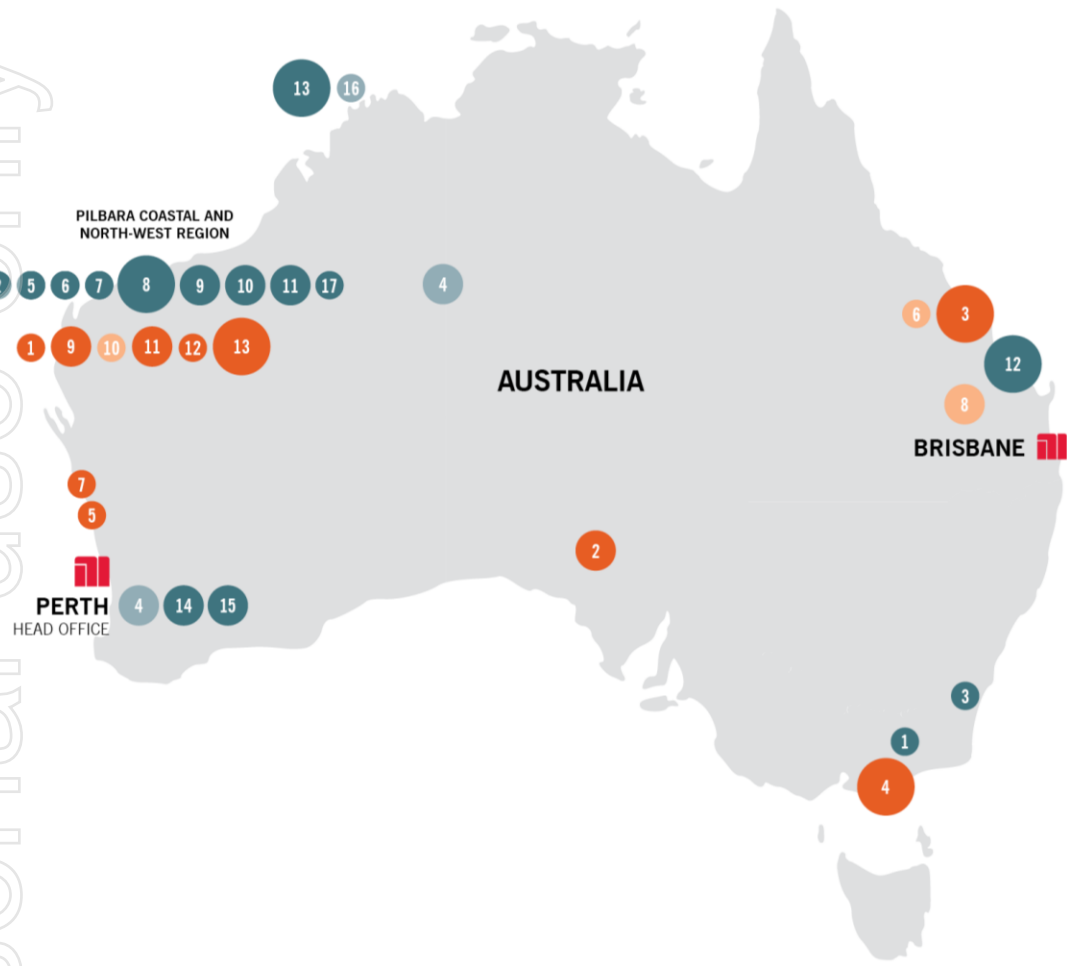 13 16
PILBARA COASTAL AND
NORTH-WEST REGION
5 6 7 8 9 10 11 17 4
6 3
1 9 10 11 12 13
12
AUSTRALIA
8
BRISBANE
7
5
2
PERTH 4 14 15
HEAD OFFICE
3
1
4